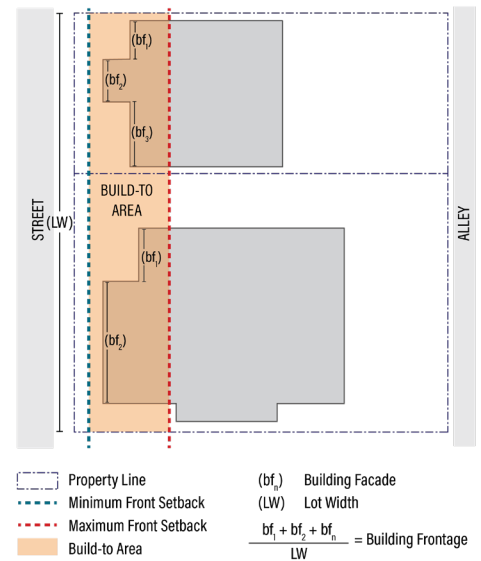 (bf₁)
(bf₂)
(bf₃)
BUILD-TO
AREA
STREET
(LW)
ALLEY
(bf₁)
(bf₂)
Property Line
Minimum Front Setback
Maximum Front Setback
Build-to Area
(bfₙ) Building Facade
(LW) Lot Width
bf₁ + bf₂ + bfₙ
LW
= Building Frontage